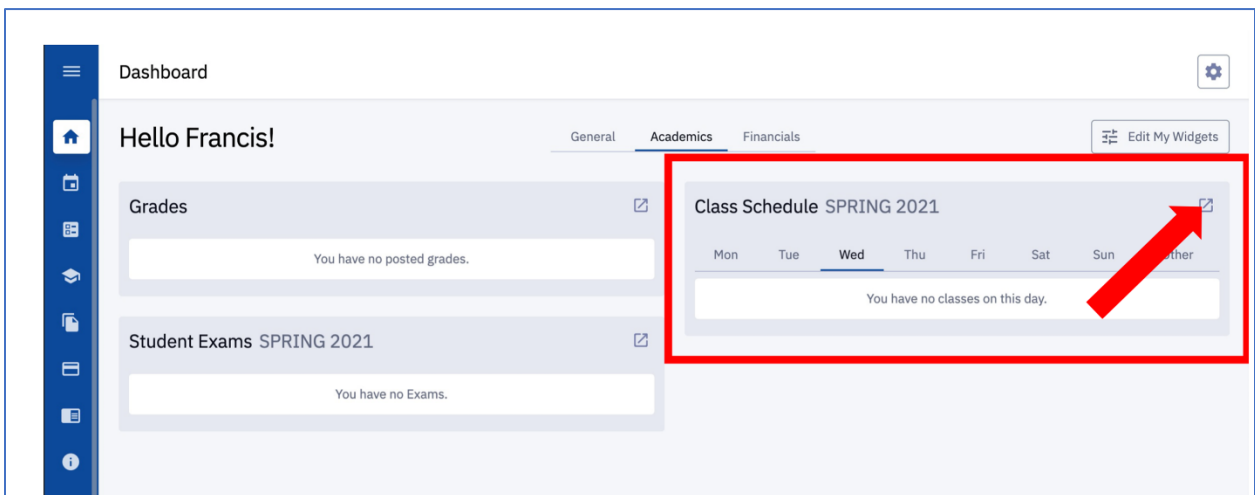 Dashboard
Hello Francis!
General Academics Financials
Edit My Widgets
Grades
You have no posted grades.
Student Exams SPRING 2021
You have no Exams.
Class Schedule SPRING 2021
Mon Tue Wed Thu Fri Sat Sun
You have no classes on this day.